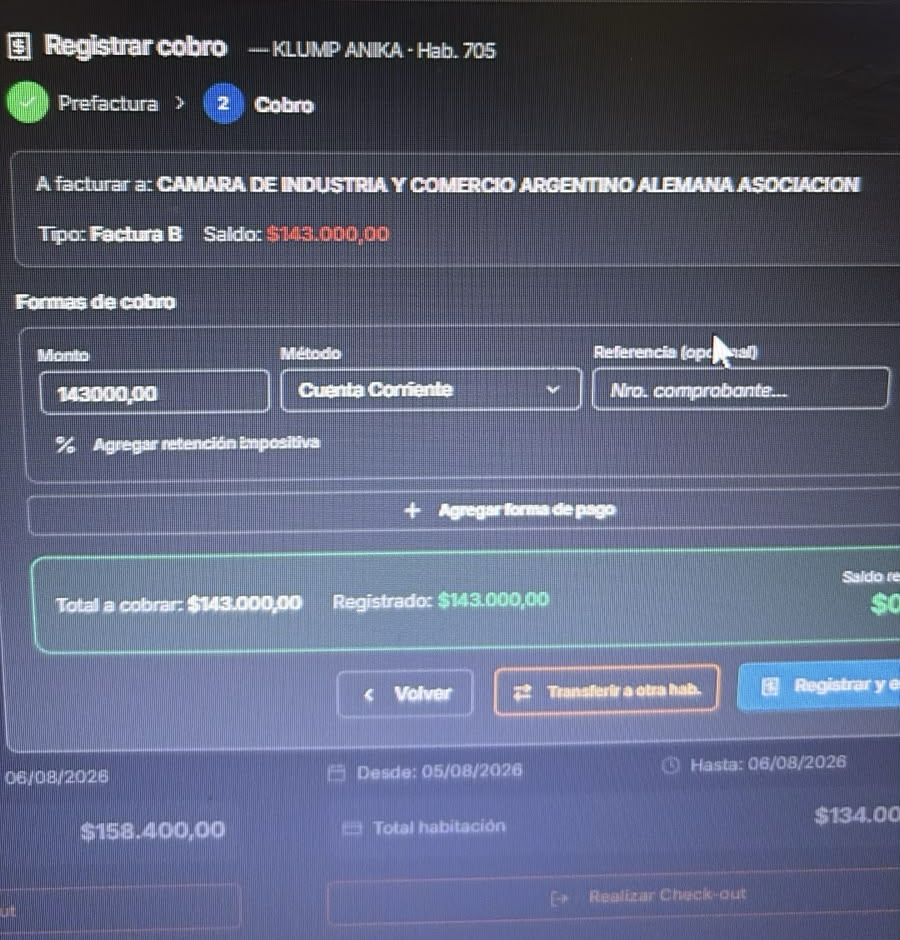 Registrar cobro — KLUMP ANIKA - Hab. 705
Prefactura > 2 Cobro
A facturar a: CAMARA DE INDUSTRIA Y COMERCIO ARGENTINO ALEMANA ASOCIACION
Tipo: Factura B Saldo: $143.000,00
Formas de cobro
Monto Método Referencia (opcional)
143000,00 Cuenta Corriente Nro. comprobante...
% Agregar retención impositiva
+ Agregar forma de pago
Saldo re
Total a cobrar: $143.000,00 Registrado: $143.000,00 $0
< Volver Transferir a otra hab. Registrar y e
06/08/2026 Desde: 05/08/2026 Hasta: 06/08/2026
$158.400,00 Total habitación $134.00
ut Realizar Check-out